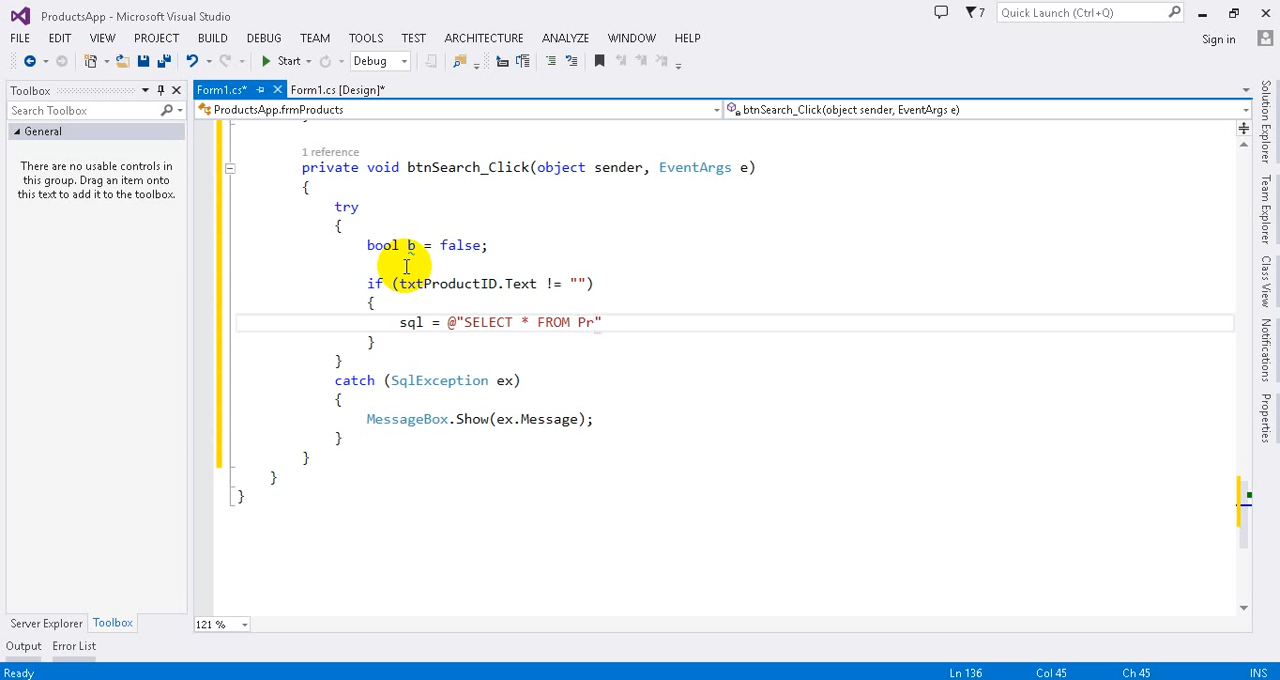 ProductsApp - Microsoft Visual Studio
7
Quick Launch (Ctrl+Q)
FILE EDIT VIEW PROJECT BUILD DEBUG TEAM TOOLS TEST ARCHITECTURE ANALYZE WINDOW HELP
Sign in
Start Debug
Toolbox
Form1.cs* Form1.cs [Design]*
Search Toolbox
ProductsApp.frmProducts btnSearch_Click(object sender, EventArgs e)
General
There are no usable controls in
this group. Drag an item onto
this text to add it to the toolbox.
1 reference
private void btnSearch_Click(object sender, EventArgs e)
{
try
{
bool b = false;
if (txtProductID.Text != "")
{
sql = @"SELECT * FROM Pr"
}
}
catch (SqlException ex)
{
MessageBox.Show(ex.Message);
}
}
}
}
Solution Explorer
Team Explorer
Class View
Notifications
Properties
Server Explorer Toolbox
121 %
Output Error List
Ready Ln 136 Col 45 Ch 45 INS